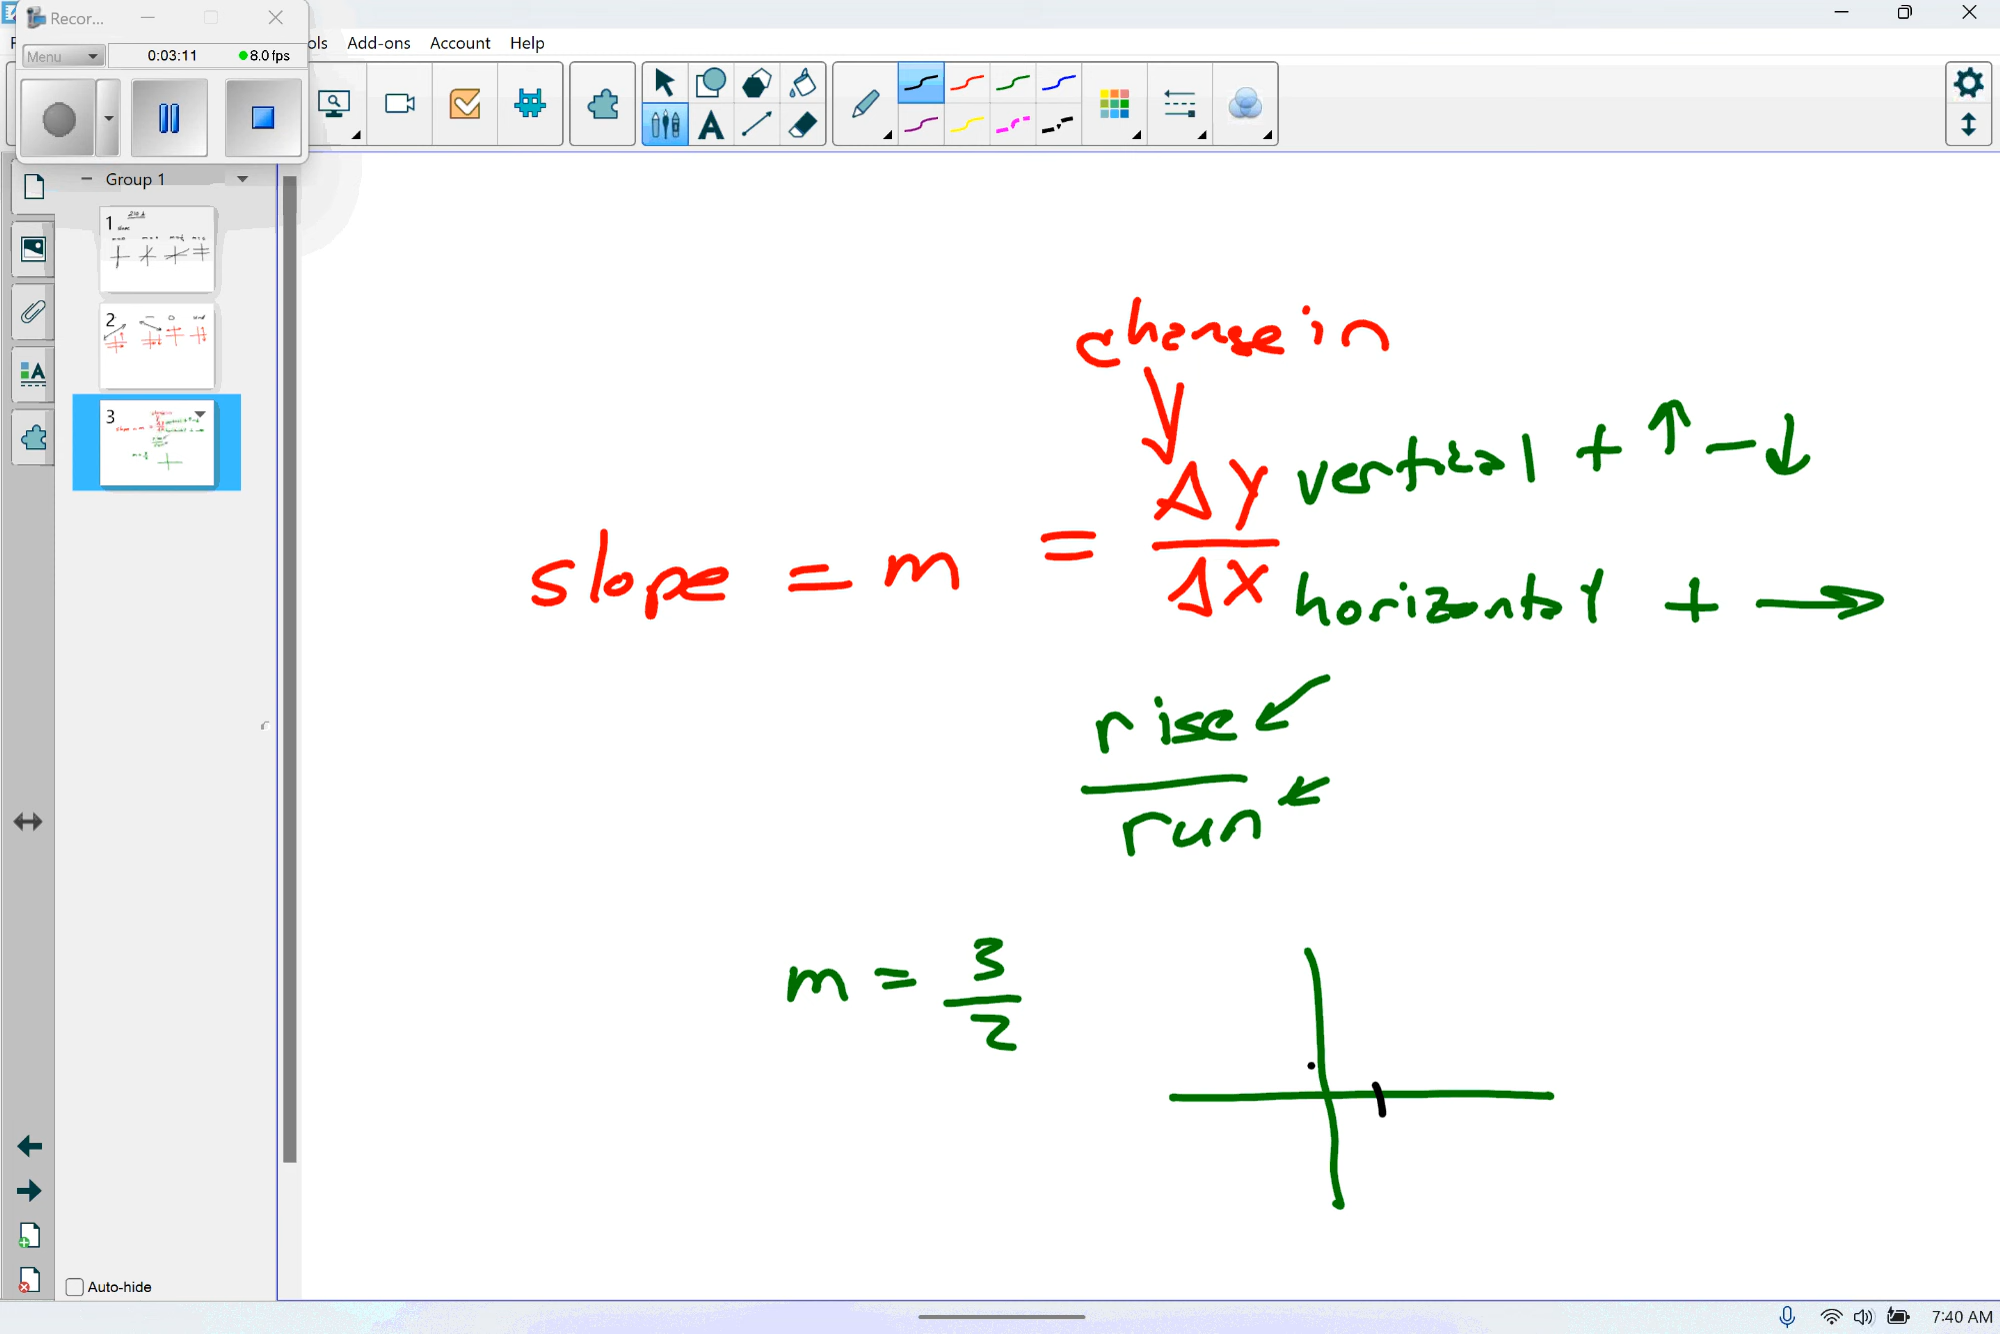 Recor...
Menu 0:03:11 8.0 fps
ols Add-ons Account Help
Group 1
1
2
3
change in
ΔY vertical + ↑ − ↓
slope = m =
ΔX horizontal + →
rise
run
m = 3
2
Auto-hide
7:40 AM